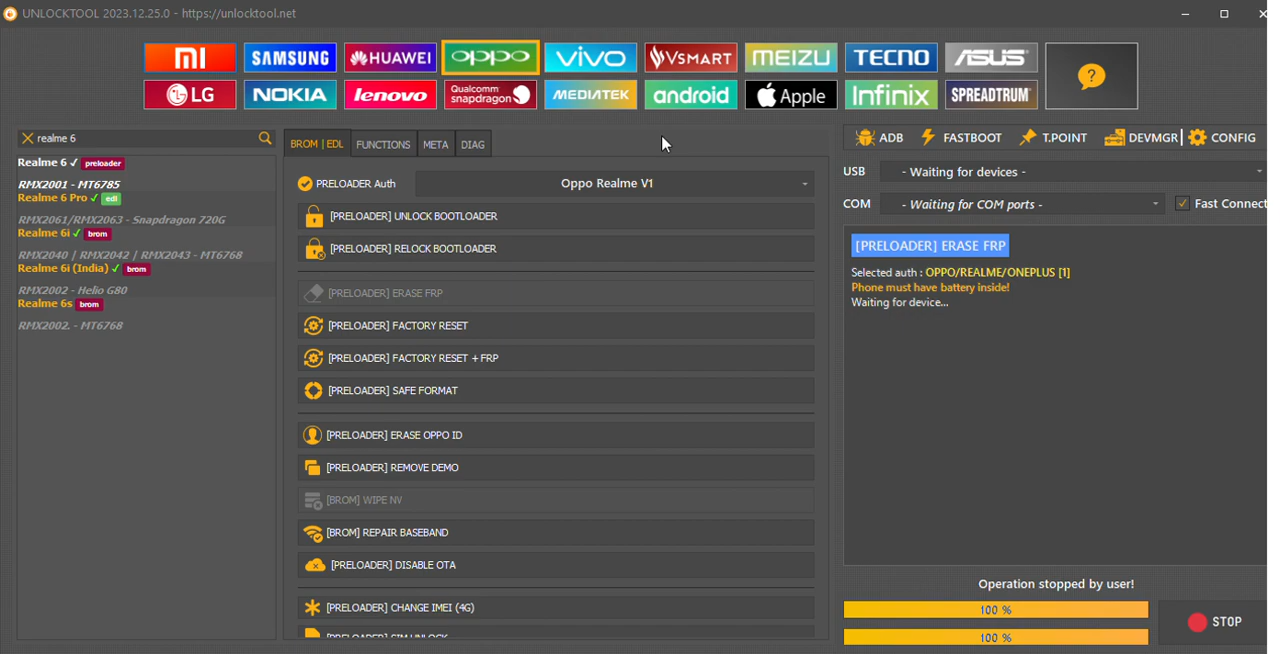 UNLOCKTOOL 2023.12.25.0 - https://unlocktool.net
MI SAMSUNG HUAWEI oppo vivo VSMART MEIZU TECNO ASUS ?
LG NOKIA lenovo Qualcomm snapdragon MEDIATEK android Apple Infinix SPREADTRUM
realme 6
Realme 6 ✓ preloader
RMX2001 - MT6785
Realme 6 Pro ✓ edl
RMX2061/RMX2063 - Snapdragon 720G
Realme 6i ✓ brom
RMX2040 | RMX2042 / RMX2043 - MT6768
Realme 6i (India) ✓ brom
RMX2002 - Helio G80
Realme 6s brom
RMX2002. - MT6768
BROM | EDL FUNCTIONS META DIAG
PRELOADER Auth Oppo Realme V1
[PRELOADER] UNLOCK BOOTLOADER
[PRELOADER] RELOCK BOOTLOADER
[PRELOADER] ERASE FRP
[PRELOADER] FACTORY RESET
[PRELOADER] FACTORY RESET + FRP
[PRELOADER] SAFE FORMAT
[PRELOADER] ERASE OPPO ID
[PRELOADER] REMOVE DEMO
[BROM] WIPE NV
[BROM] REPAIR BASEBAND
[PRELOADER] DISABLE OTA
[PRELOADER] CHANGE IMEI (4G)
[PRELOADER] SIM UNLOCK
ADB FASTBOOT T.POINT DEVMGR CONFIG
USB - Waiting for devices -
COM - Waiting for COM ports - Fast Connect
[PRELOADER] ERASE FRP
Selected auth : OPPO/REALME/ONEPLUS [1]
Phone must have battery inside!
Waiting for device...
Operation stopped by user!
100 %
100 %
STOP